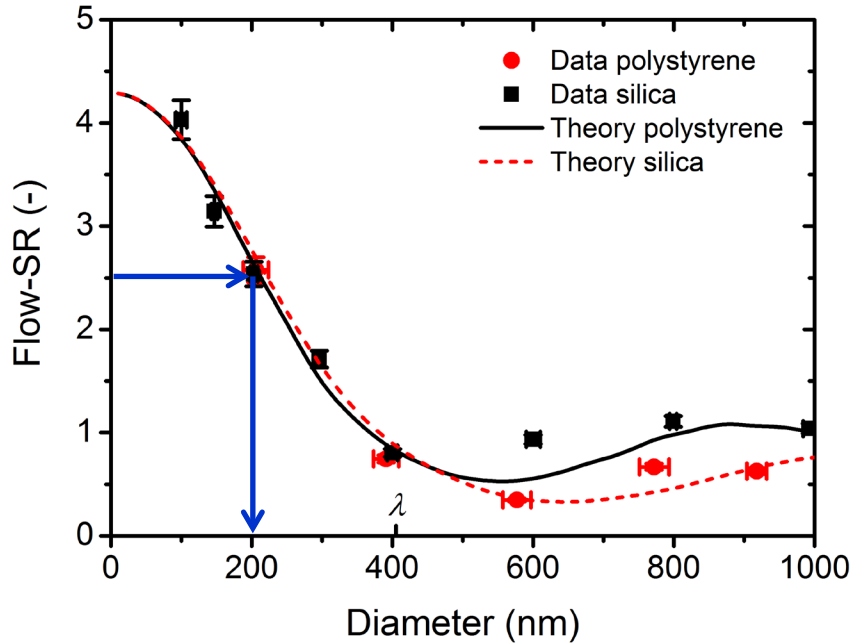 5
4
3
2
1
0
Flow-SR (-)
Data polystyrene
Data silica
Theory polystyrene
Theory silica
λ
0 200 400 600 800 1000
Diameter (nm)